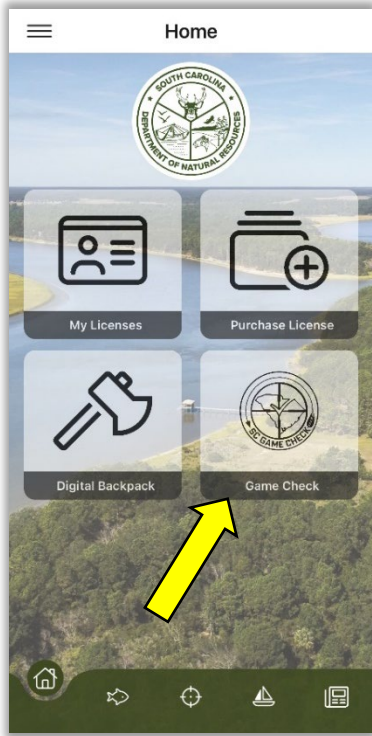 Home
SOUTH CAROLINA
DEPARTMENT OF NATURAL RESOURCES
My Licenses
Purchase License
SC GAME CHECK
Digital Backpack
Game Check